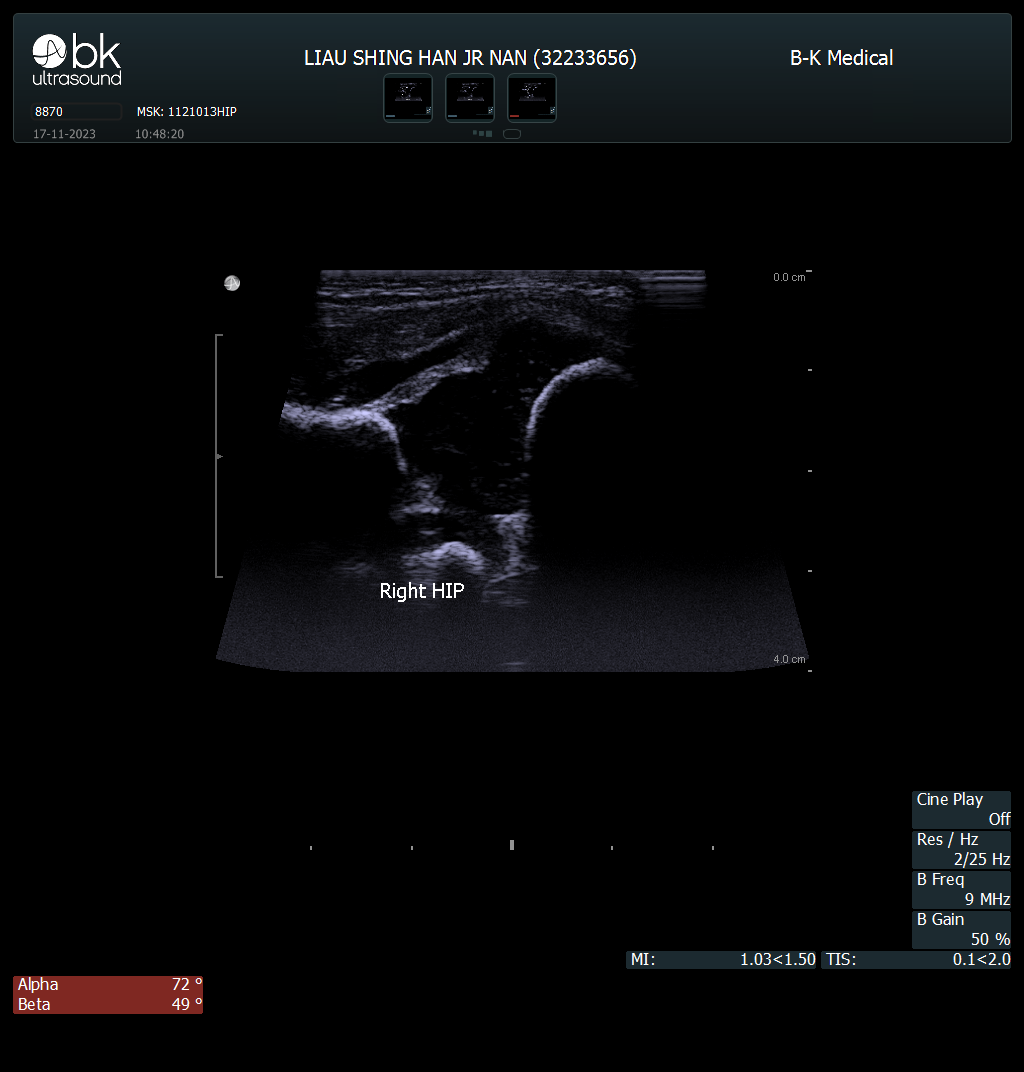 bk
ultrasound
LIAU SHING HAN JR NAN (32233656)
B-K Medical
8870
MSK: 1121013HIP
17-11-2023
10:48:20
0.0 cm
Right HIP
4.0 cm
Cine Play
Off
Res / Hz
2/25 Hz
B Freq
9 MHz
B Gain
50 %
MI: 1.03<1.50
TIS: 0.1<2.0
Alpha 72 °
Beta 49 °